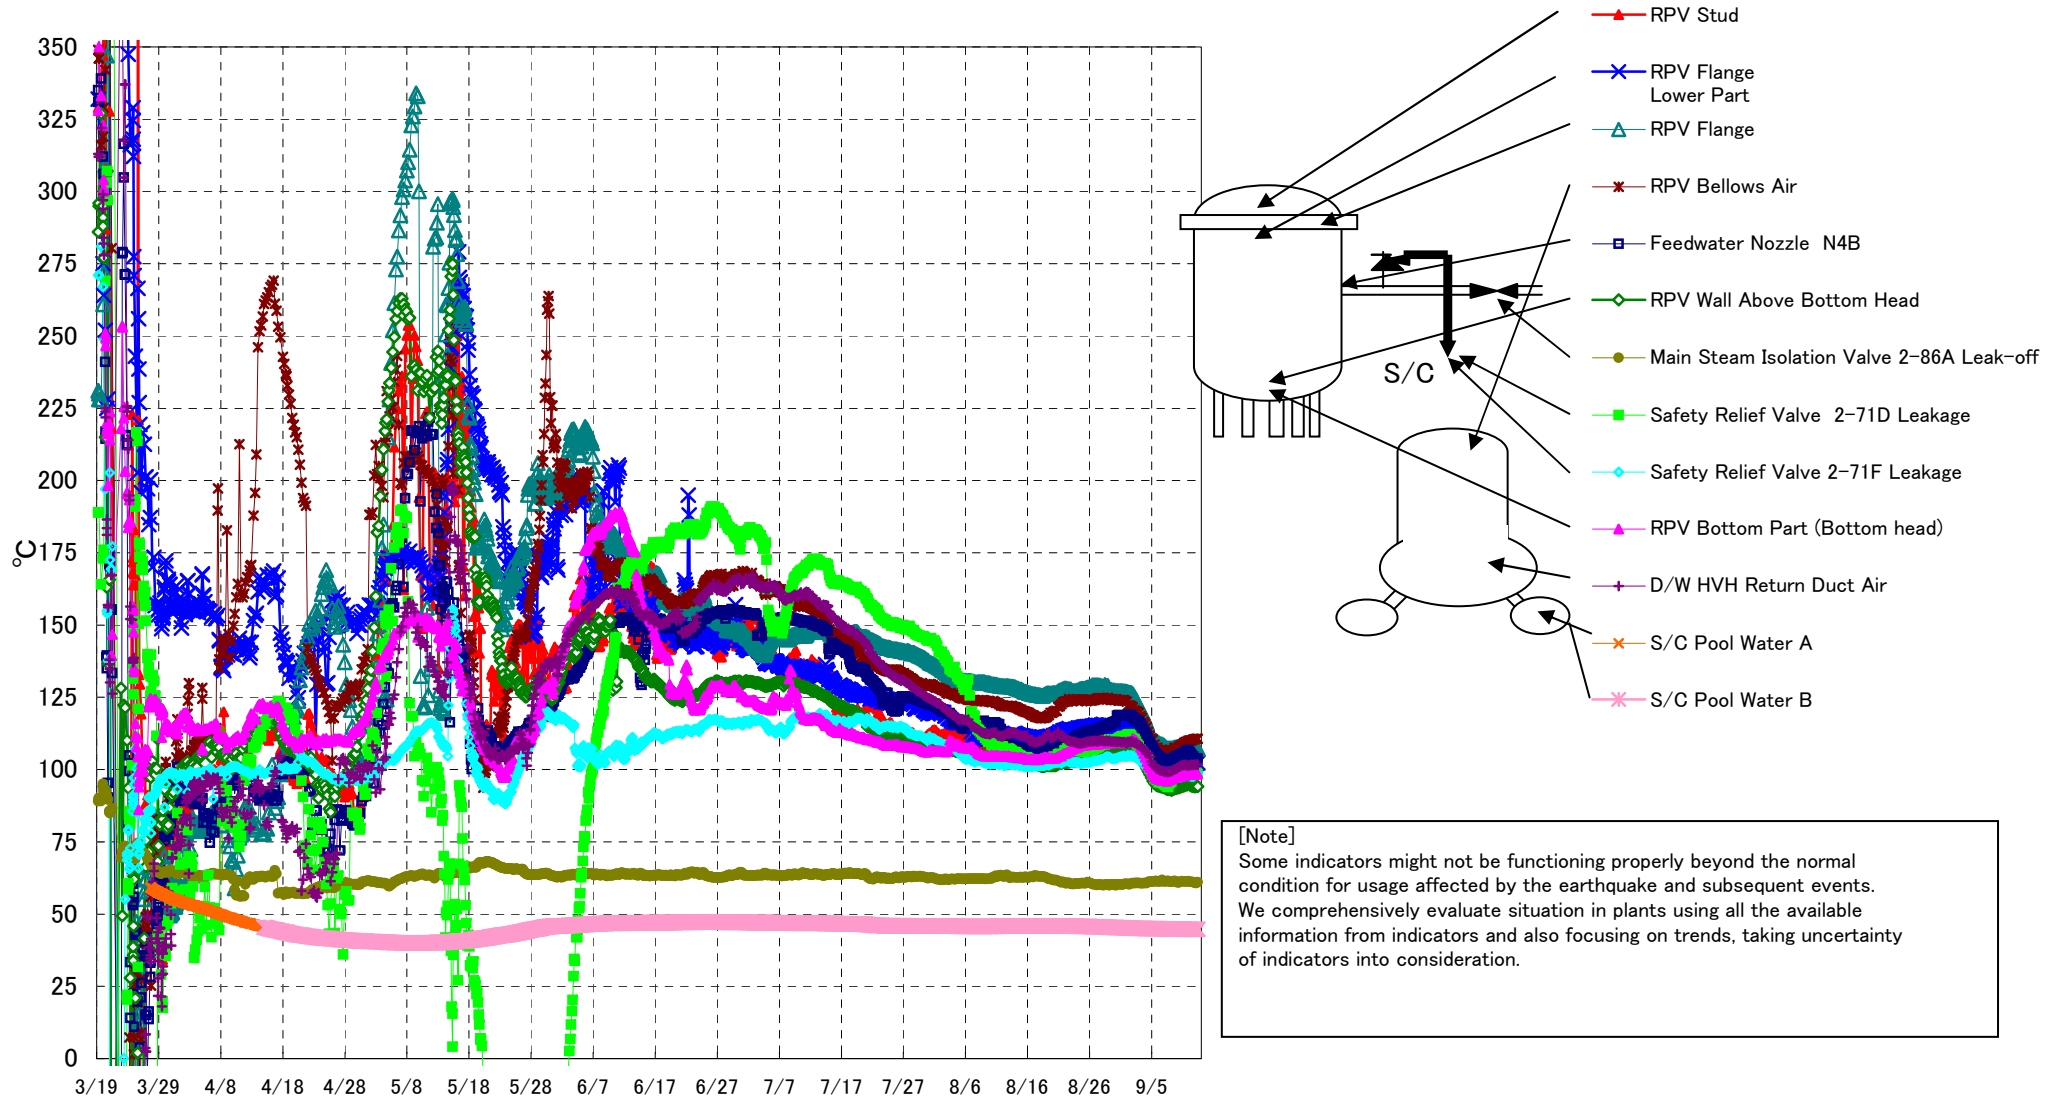 350
325
300
275
250
225
200
175
150
125
100
75
50
25
0
℃
3/19 3/29 4/8 4/18 4/28 5/8 5/18 5/28 6/7 6/17 6/27 7/7 7/17 7/27 8/6 8/16 8/26 9/5
S/C
RPV Stud
RPV Flange
Lower Part
RPV Flange
RPV Bellows Air
Feedwater Nozzle N4B
RPV Wall Above Bottom Head
Main Steam Isolation Valve 2-86A Leak-off
Safety Relief Valve 2-71D Leakage
Safety Relief Valve 2-71F Leakage
RPV Bottom Part (Bottom head)
D/W HVH Return Duct Air
S/C Pool Water A
S/C Pool Water B
[Note]
Some indicators might not be functioning properly beyond the normal
condition for usage affected by the earthquake and subsequent events.
We comprehensively evaluate situation in plants using all the available
information from indicators and also focusing on trends, taking uncertainty
of indicators into consideration.